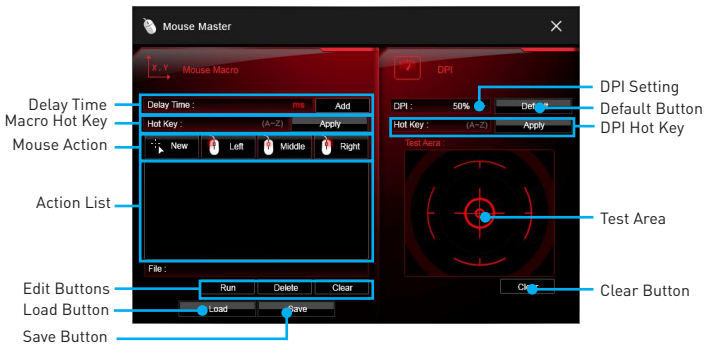 Mouse Master
X . Y
Mouse Macro
DPI
Delay Time
Delay Time :
ms
Add
Macro Hot Key
Hot Key :
(A~Z)
Apply
Mouse Action
New
Left
Middle
Right
Action List
File :
Edit Buttons
Run
Delete
Clear
Load Button
Load
Save
Save Button
DPI :
50%
Default
DPI Setting
Default Button
Hot Key :
(A~Z)
Apply
DPI Hot Key
Test Aera :
Test Area
Clear
Clear Button